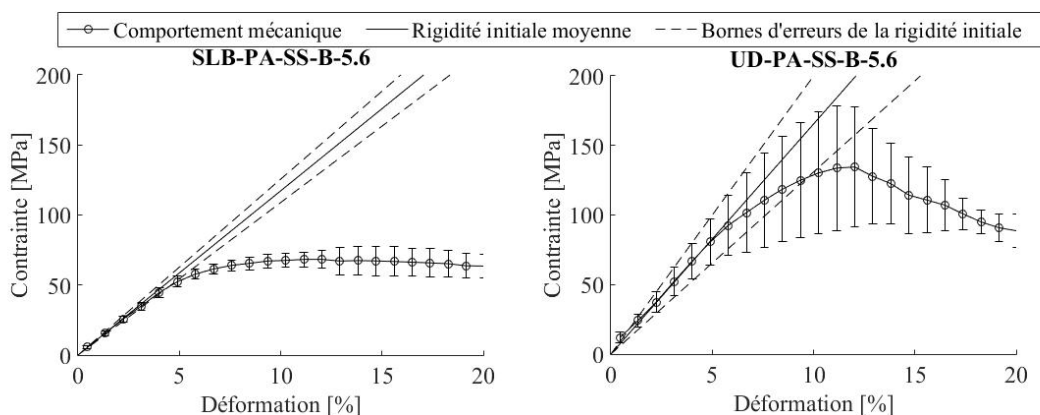 Comportement mécanique Rigidité initiale moyenne Bornes d'erreurs de la rigidité initiale
SLB-PA-SS-B-5.6
200
150
100
50
0
Contrainte [MPa]
0 5 10 15 20
Déformation [%]
UD-PA-SS-B-5.6
200
150
100
50
0
Contrainte [MPa]
0 5 10 15 20
Déformation [%]